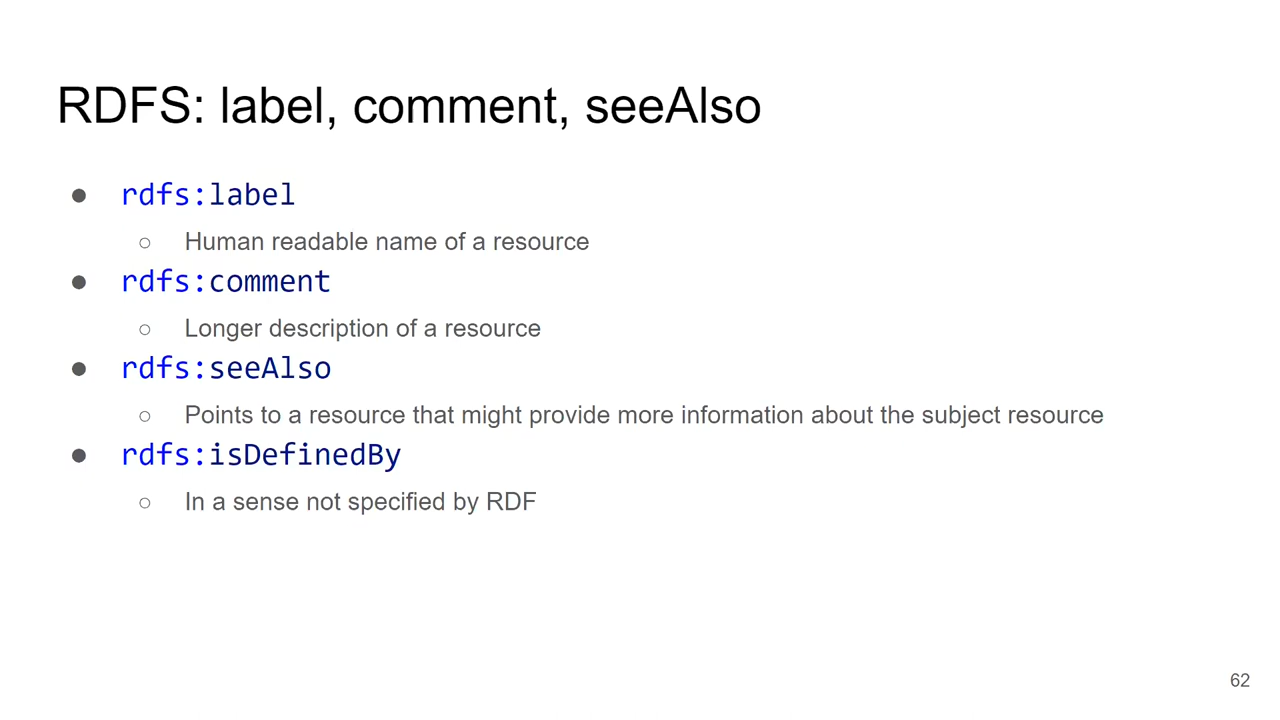 RDFS: label, comment, seeAlso
● rdfs:label
○ Human readable name of a resource
● rdfs:comment
○ Longer description of a resource
● rdfs:seeAlso
○ Points to a resource that might provide more information about the subject resource
● rdfs:isDefinedBy
○ In a sense not specified by RDF
62